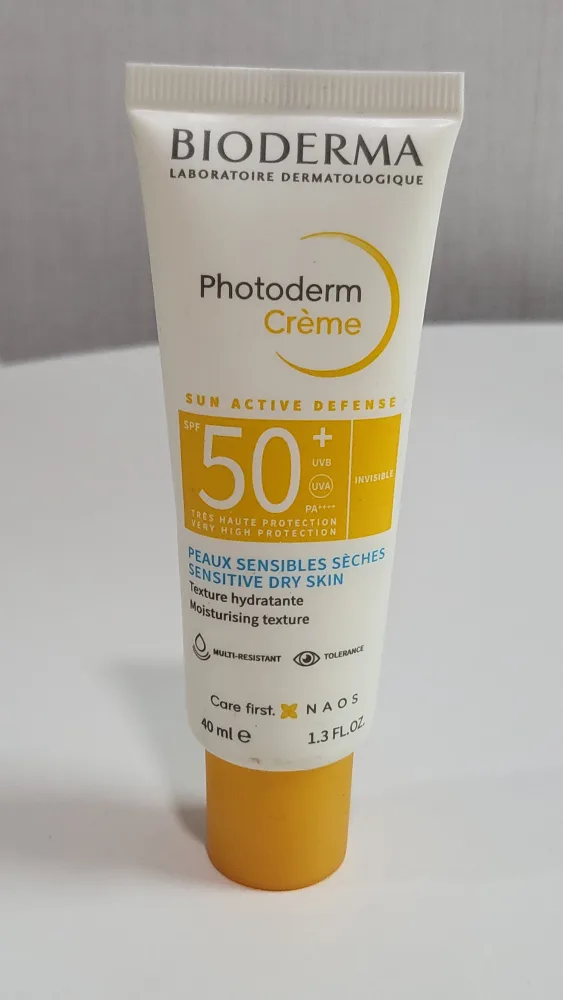 BIODERMA
LABORATOIRE DERMATOLOGIQUE
Photoderm
Crème
SUN ACTIVE DEFENSE
SPF 50+
UVB
UVA
PA++++
INVISIBLE
TRÈS HAUTE PROTECTION
VERY HIGH PROTECTION
PEAUX SENSIBLES SÈCHES
SENSITIVE DRY SKIN
Texture hydratante
Moisturising texture
MULTI-RESISTANT
TOLERANCE
Care first. NAOS
40 ml e 1.3 FL.OZ.